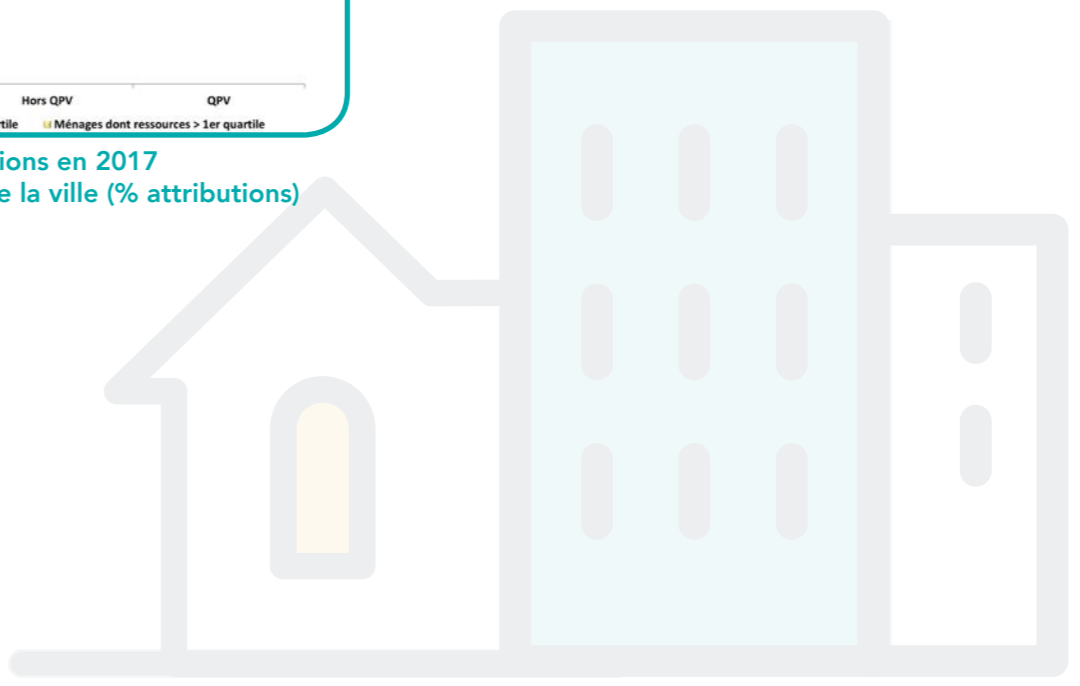 Hors QPV QPV
rtile Ménages dont ressources > 1er quartile
ions en 2017
e la ville (% attributions)